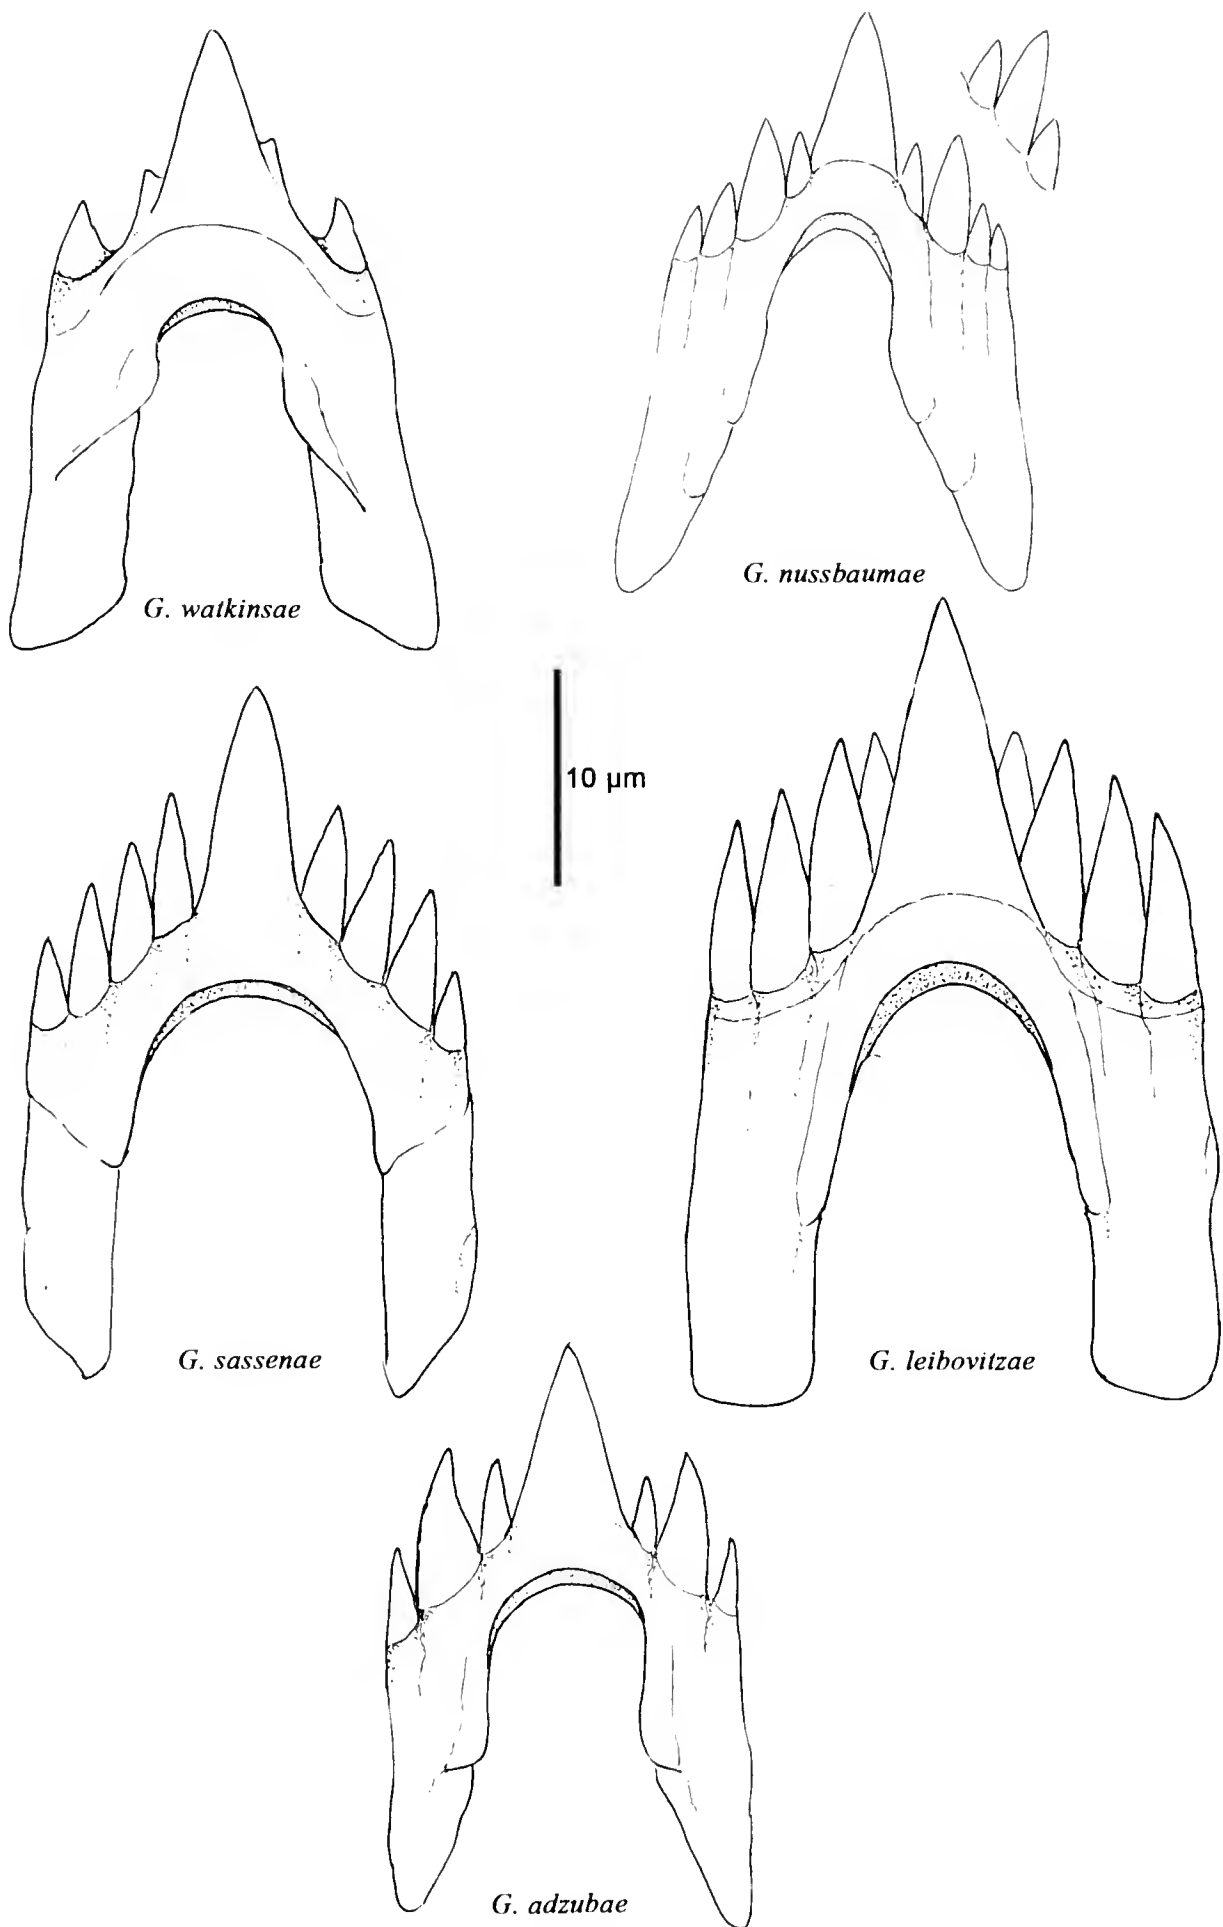 G. nussbaumae
G. watkinsae
10 µm
G. sassenae
G. leibovitzae
G. adzubae